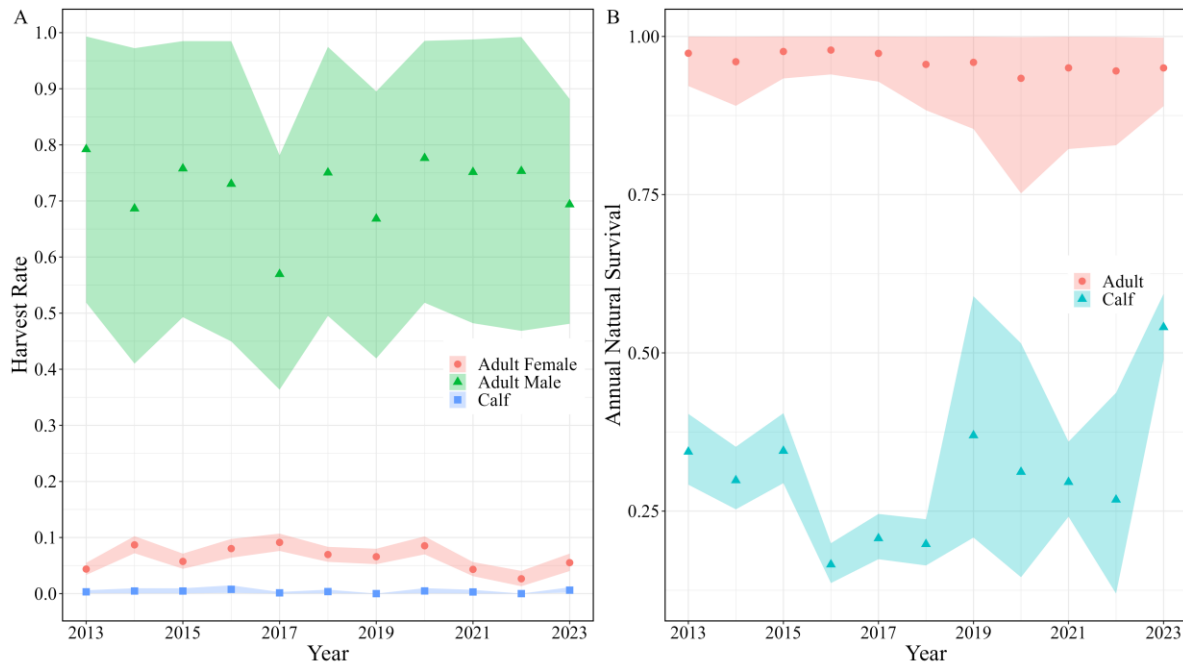 A
Harvest Rate
1.0
0.9
0.8
0.7
0.6
0.5
0.4
0.3
0.2
0.1
0.0
Adult Female
Adult Male
Calf
2013 2015 2017 2019 2021 2023
Year
B
Annual Natural Survival
1.00
0.75
0.50
0.25
Adult
Calf
2013 2015 2017 2019 2021 2023
Year